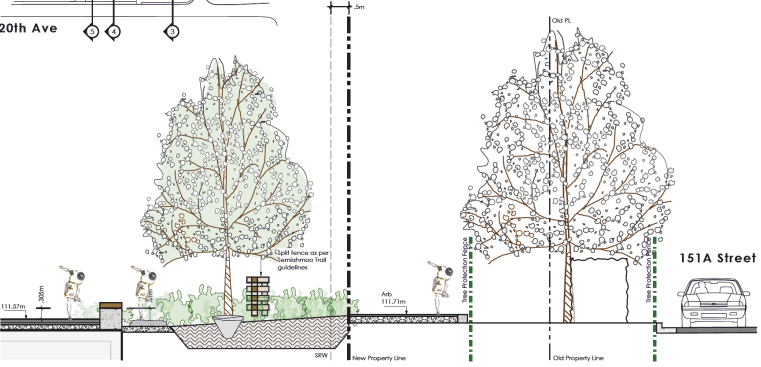 .5m
20th Ave
5
4
3
Old PL
Split fence as per
Semiahmoo Trail
guidelines
Tree Protection Fence
Tree Protection Fence
151A Street
111.57m
.305m
Arb
111.71m
SRW
New Property Line
Old Property Line